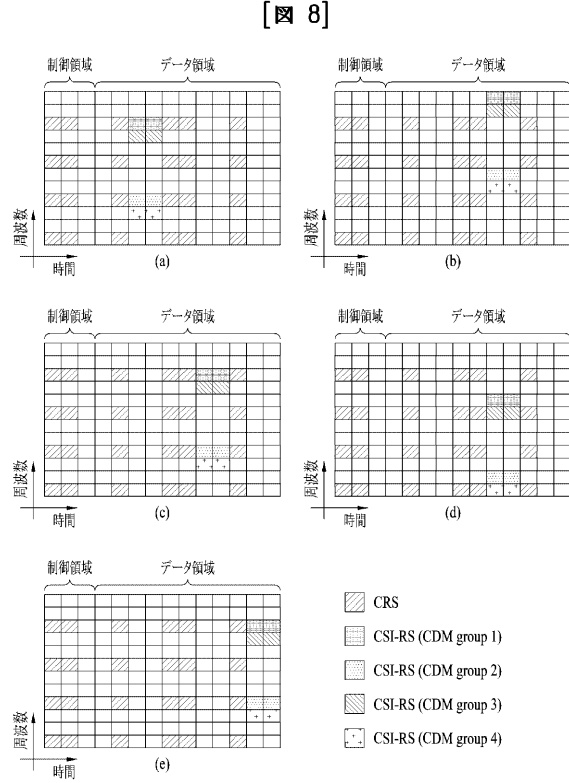 [図 8]
制御領域 データ領域
周波数
時間
(a)
制御領域 データ領域
周波数
時間
(b)
制御領域 データ領域
周波数
時間
(c)
制御領域 データ領域
周波数
時間
(d)
制御領域 データ領域
周波数
時間
(e)
CRS
CSI-RS (CDM group 1)
CSI-RS (CDM group 2)
CSI-RS (CDM group 3)
CSI-RS (CDM group 4)